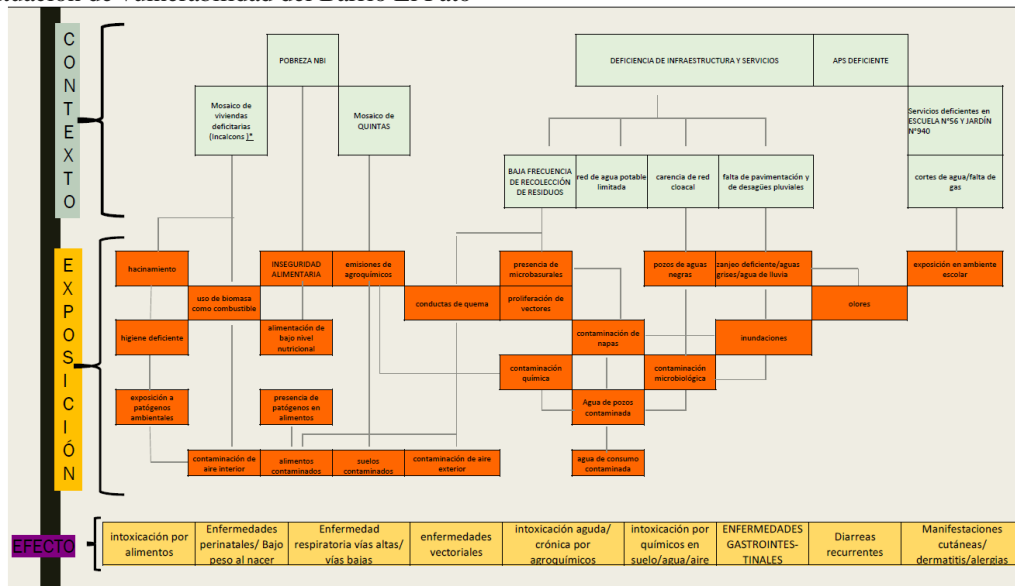 CONTEXTO
POBREZA NBI
DEFICIENCIA DE INFRAESTRUCTURA Y SERVICIOS
APS DEFICIENTE
Mosaico de
viviendas
deficitarias
(Incalcons )*
Mosaico de
QUINTAS
Servicios deficientes en
ESCUELA N°56 Y JARDÍN
N°940
BAJA FRECUENCIA
DE RECOLECCIÓN
DE RESIDUOS
red de agua potable
limitada
carencia de red
cloacal
falta de pavimentación y
de desagües pluviales
cortes de agua/falta de
gas
EXPOSICIÓN
hacinamiento
INSEGURIDAD
ALIMENTARIA
emisiones de
agroquímicos
presencia de
microbasurales
pozos de aguas
negras
zanjeo deficiente/aguas
grises/agua de lluvia
exposición en ambiente
escolar
uso de biomasa
como combustible
conductas de quema
proliferación de
vectores
olores
higiene deficiente
alimentación de
bajo nivel
nutricional
contaminación de
napas
inundaciones
contaminación
química
contaminación
microbiológica
exposición a
patógenos
ambientales
presencia de
patógenos en
alimentos
Agua de pozos
contaminada
contaminación de
aire interior
alimentos
contaminados
suelos
contaminados
contaminación de aire
exterior
agua de consumo
contaminada
EFECTO
intoxicación por
alimentos
Enfermedades
perinatales/ Bajo
peso al nacer
Enfermedad
respiratoria vías altas/
vías bajas
enfermedades
vectoriales
intoxicación aguda/
crónica por
agroquímicos
intoxicación por
químicos en
suelo/agua/aire
ENFERMEDADES
GASTROINTES-
TINALES
Diarreas
recurrentes
Manifestaciones
cutáneas/
dermatitis/alergias